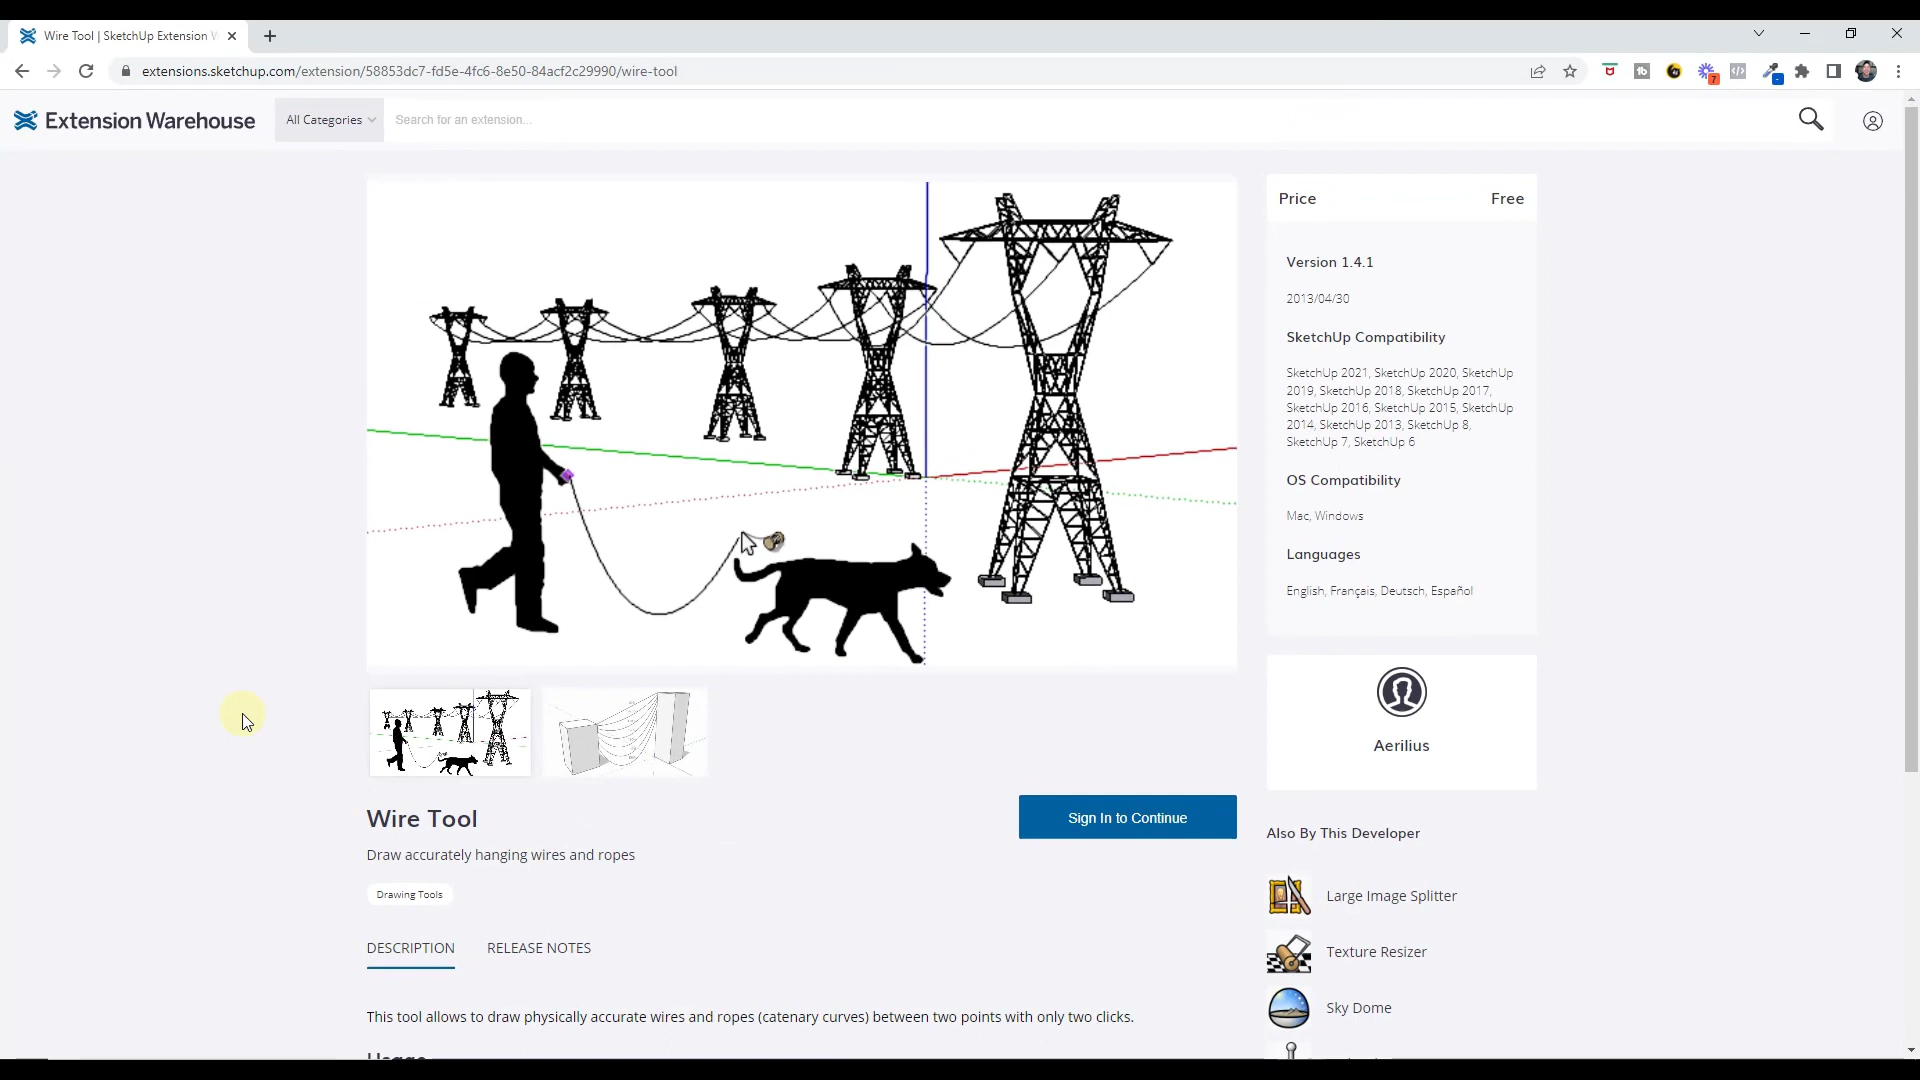 Wire Tool | SketchUp Extension W
extensions.sketchup.com/extension/58853dc7-fd5e-4fc6-8e50-84acf2c29990/wire-tool
7
Extension Warehouse
All Categories
Search for an extension...
Price
Free
Version 1.4.1
2013/04/30
SketchUp Compatibility
SketchUp 2021, SketchUp 2020, SketchUp
2019, SketchUp 2018, SketchUp 2017,
SketchUp 2016, SketchUp 2015, SketchUp
2014, SketchUp 2013, SketchUp 8,
SketchUp 7, SketchUp 6
OS Compatibility
Mac, Windows
Languages
English, Français, Deutsch, Español
Aerilius
Wire Tool
Sign In to Continue
Draw accurately hanging wires and ropes
Drawing Tools
DESCRIPTION
RELEASE NOTES
This tool allows to draw physically accurate wires and ropes (catenary curves) between two points with only two clicks.
Usage
Also By This Developer
Large Image Splitter
Texture Resizer
Sky Dome